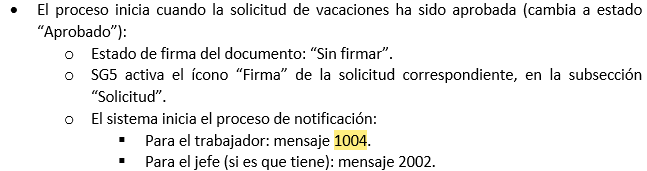 • El proceso inicia cuando la solicitud de vacaciones ha sido aprobada (cambia a estado
“Aprobado”):
o Estado de firma del documento: “Sin firmar”.
o SG5 activa el ícono “Firma” de la solicitud correspondiente, en la subsección
“Solicitud”.
o El sistema inicia el proceso de notificación:
▪ Para el trabajador: mensaje 1004.
▪ Para el jefe (si es que tiene): mensaje 2002.